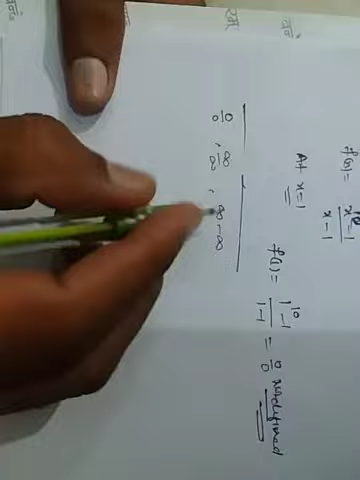 f(x) = x¹⁰-1 / x-1
At x=1
f(1) = 1¹⁰-1 / 1-1 = 0/0 undefined
0/0 , ∞/∞ , ∞-∞